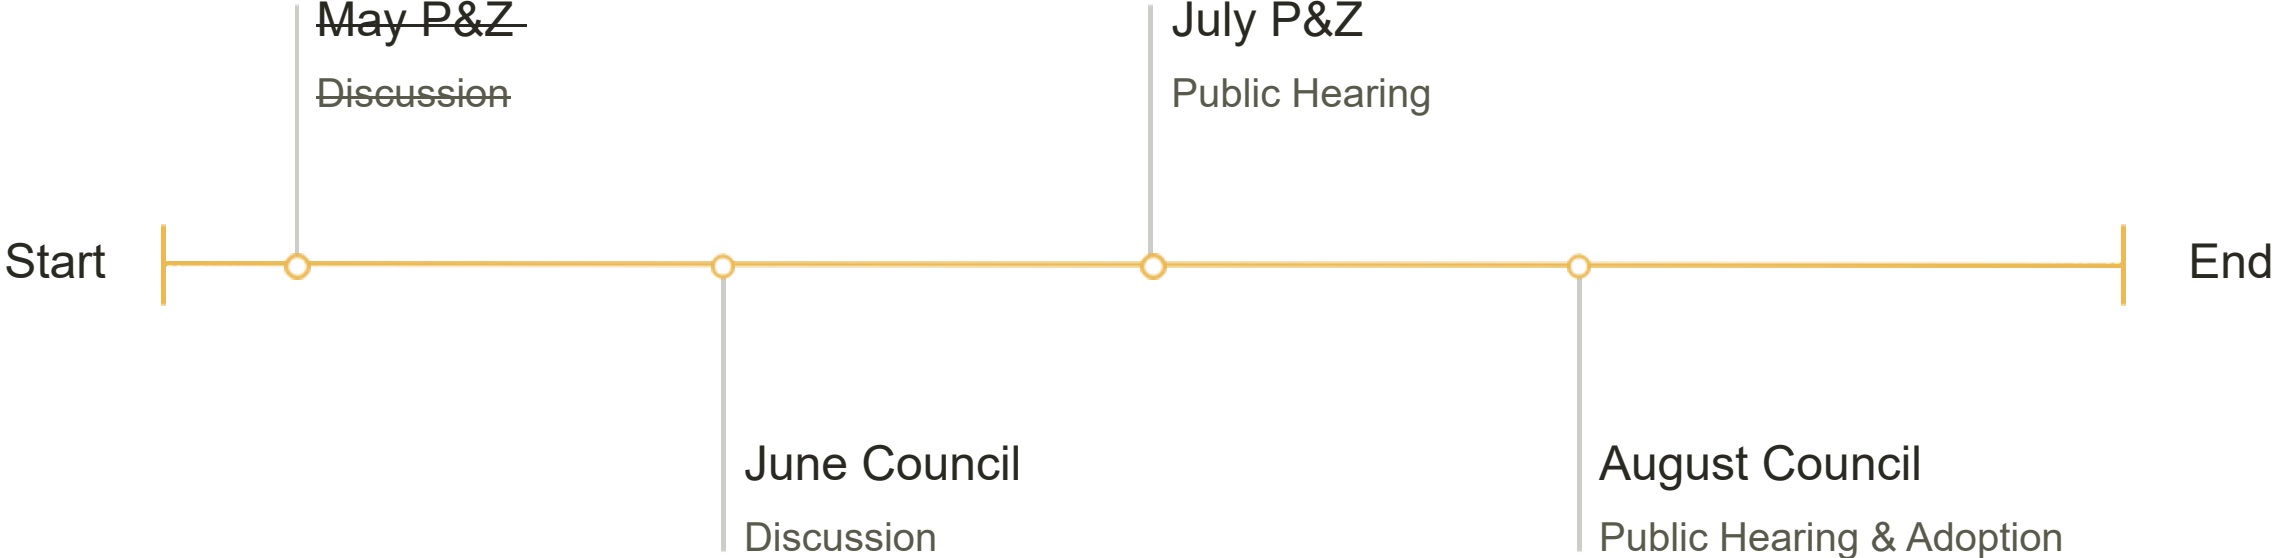 May P&Z
Discussion
July P&Z
Public Hearing
Start
End
June Council
Discussion
August Council
Public Hearing & Adoption